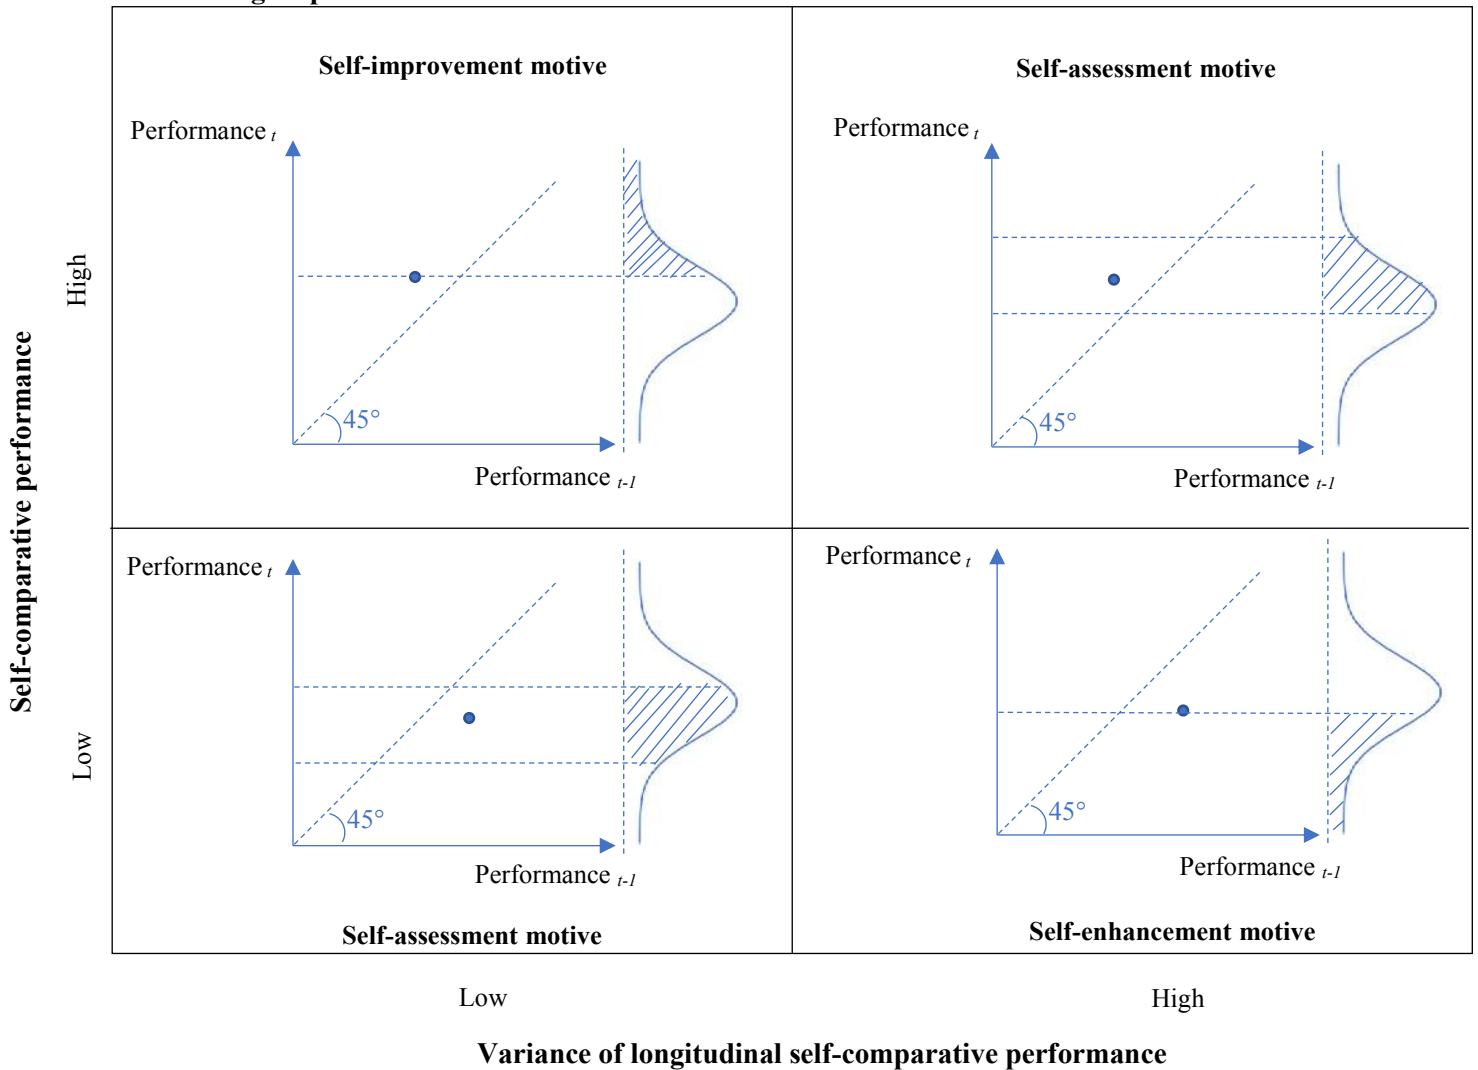 Self-improvement motive
Self-assessment motive
Performance t
Performance t
45°
45°
Performance t-1
Performance t-1
High
Self-comparative performance
Performance t
Performance t
45°
45°
Performance t-1
Performance t-1
Low
Self-assessment motive
Self-enhancement motive
Low
High
Variance of longitudinal self-comparative performance